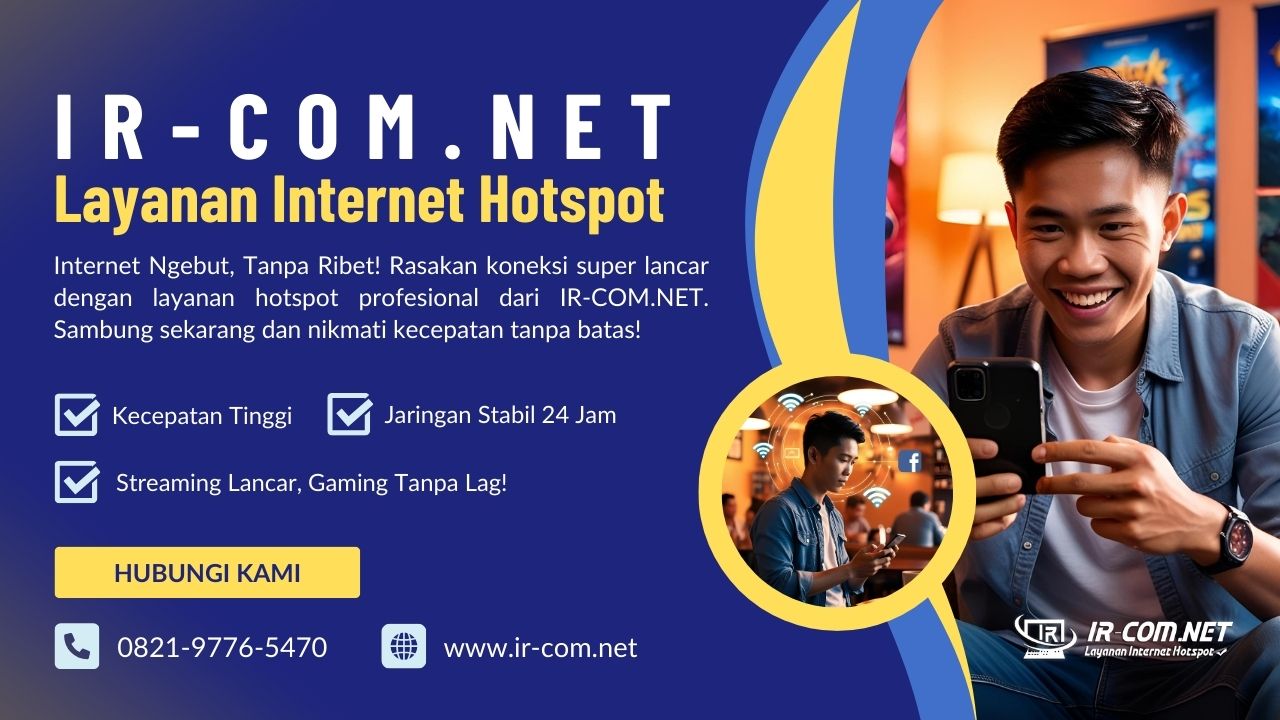 IR-COM.NET
Layanan Internet Hotspot
Internet Ngebut, Tanpa Ribet! Rasakan koneksi super lancar
dengan layanan hotspot profesional dari IR-COM.NET.
Sambung sekarang dan nikmati kecepatan tanpa batas!
Kecepatan Tinggi
Jaringan Stabil 24 Jam
Streaming Lancar, Gaming Tanpa Lag!
HUBUNGI KAMI
0821-9776-5470
www.ir-com.net
f
IR
IR-COM.NET
Layanan Internet Hotspot